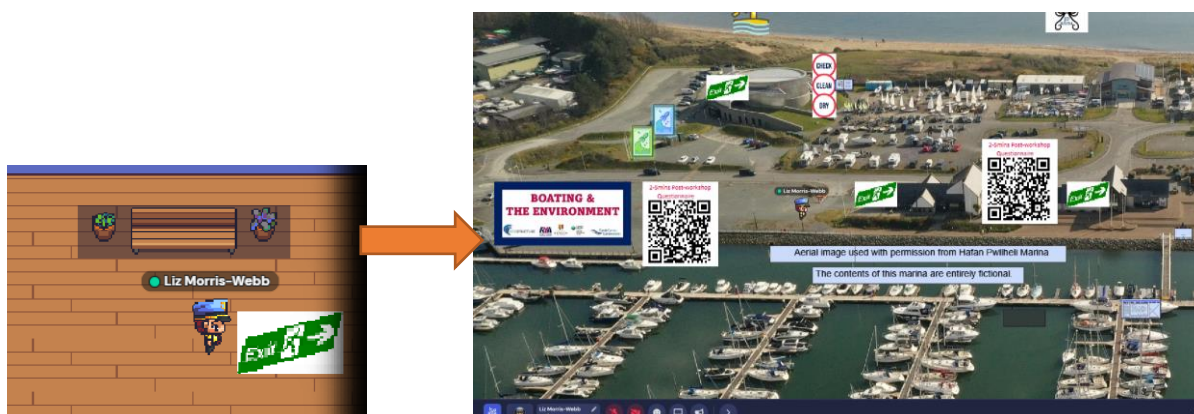 Liz Morris-Webb
Exit
Exit
CHECK
CLEAN
DRY
2-5mins Post-workshop
Questionnaire
Liz Morris-Webb
Exit
Exit
BOATING &
THE ENVIRONMENT
2-5mins Post-workshop
Questionnaire
Aerial image used with permission from Hafan Pwllheli Marina
The contents of this marina are entirely fictional.
Liz Morris-Webb